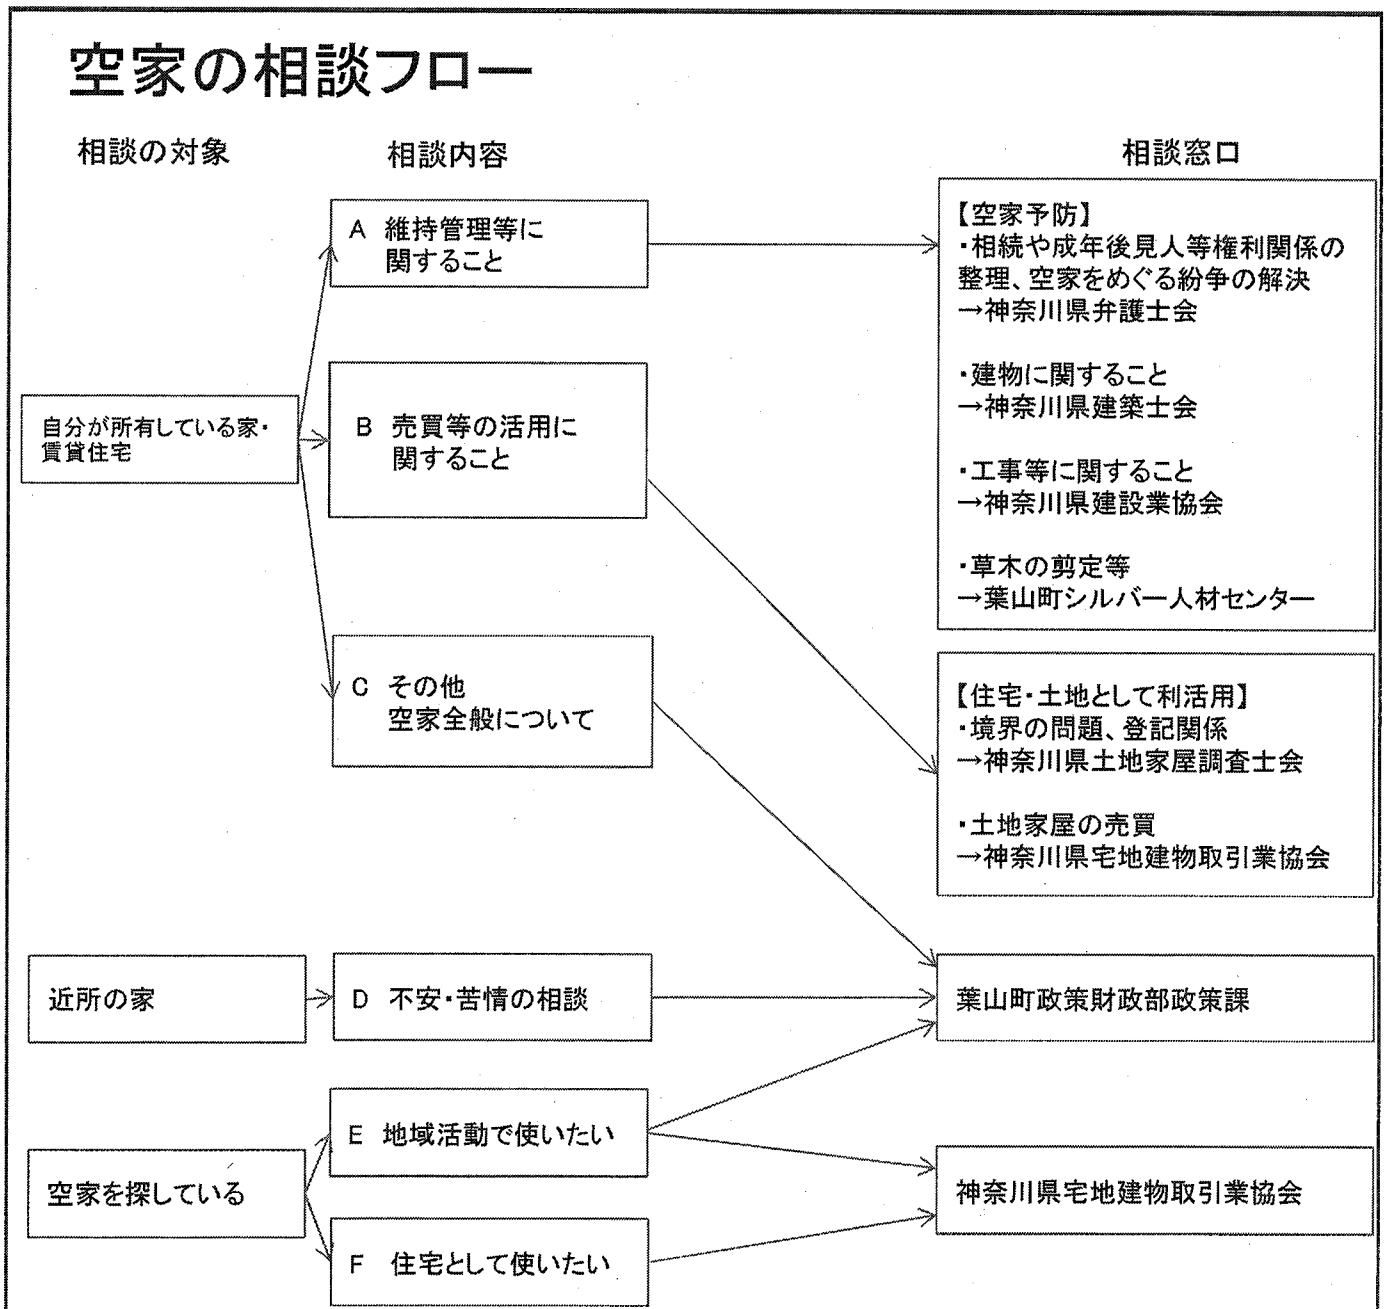 空家の相談フロー
相談の対象
相談内容
相談窓口
自分が所有している家・
賃貸住宅
A 維持管理等に
関すること
B 売買等の活用に
関すること
C その他
空家全般について
【空家予防】
・相続や成年後見人等権利関係の
整理、空家をめぐる紛争の解決
→神奈川県弁護士会
・建物に関すること
→神奈川県建築士会
・工事等に関すること
→神奈川県建設業協会
・草木の剪定等
→葉山町シルバー人材センター
【住宅・土地として利活用】
・境界の問題、登記関係
→神奈川県土地家屋調査士会
・土地家屋の売買
→神奈川県宅地建物取引業協会
近所の家
D 不安・苦情の相談
葉山町政策財政部政策課
空家を探している
E 地域活動で使いたい
F 住宅として使いたい
神奈川県宅地建物取引業協会